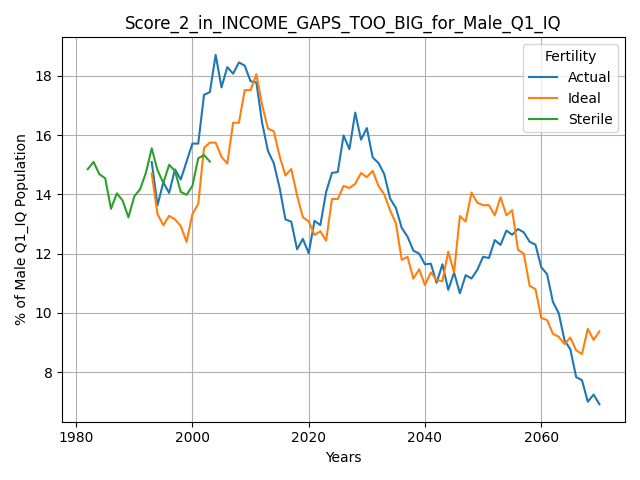 Score_2_in_INCOME_GAPS_TOO_BIG_for_Male_Q1_IQ
Fertility
Actual
Ideal
Sterile
% of Male Q1_IQ Population
18
16
14
12
10
8
1980
2000
2020
2040
2060
Years